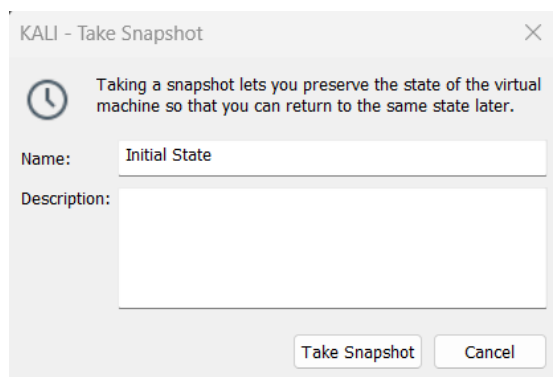 KALI - Take Snapshot
Taking a snapshot lets you preserve the state of the virtual
machine so that you can return to the same state later.
Name:
Initial State
Description:
Take Snapshot
Cancel